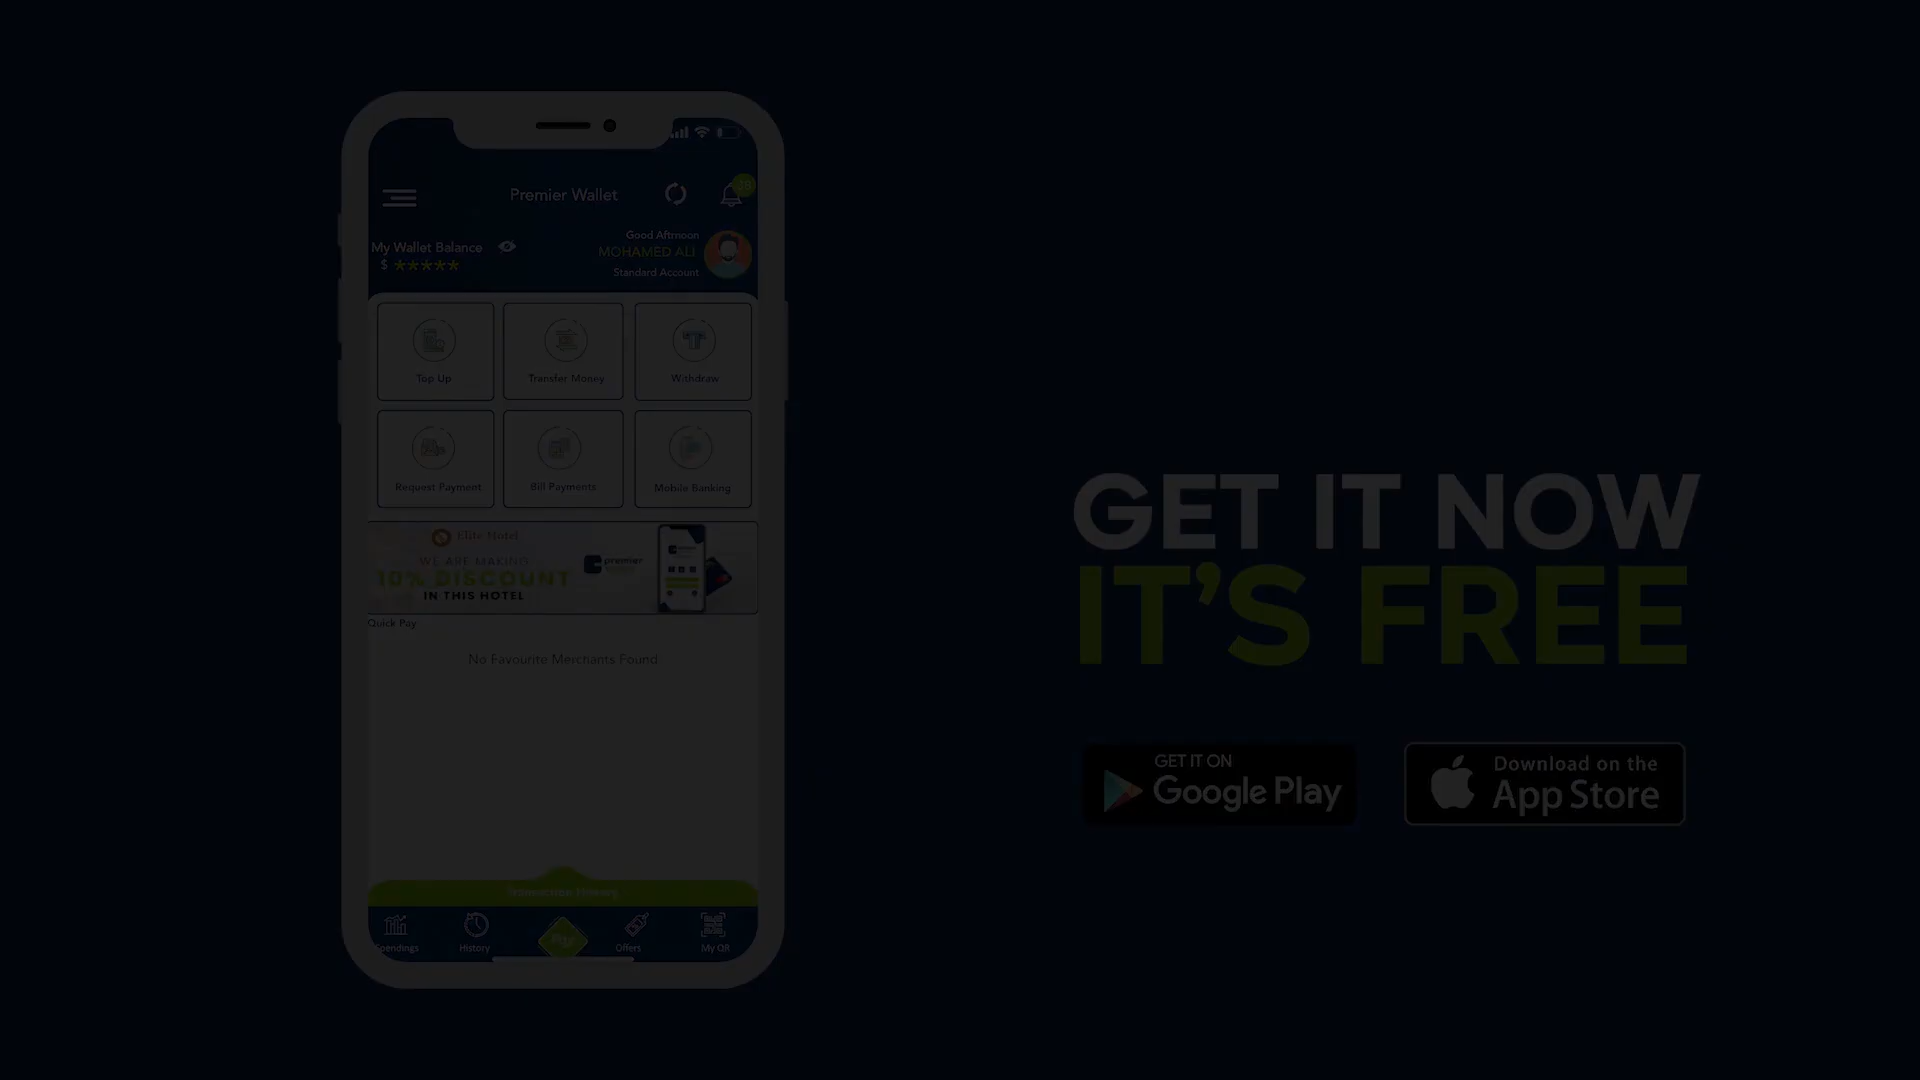 Premier Wallet
My Wallet Balance
$ *****
Good Aftrnoon
MOHAMED ALI
Standard Account
Top Up
Transfer Money
Withdraw
Request Payment
Bill Payments
Mobile Banking
Elite Hotel
WE ARE MAKING
10% DISCOUNT
IN THIS HOTEL
premier
Quick Pay
No Favourite Merchants Found
Transaction History
Spendings
History
Pay
Offers
My QR
GET IT NOW
IT'S FREE
GET IT ON
Google Play
Download on the
App Store